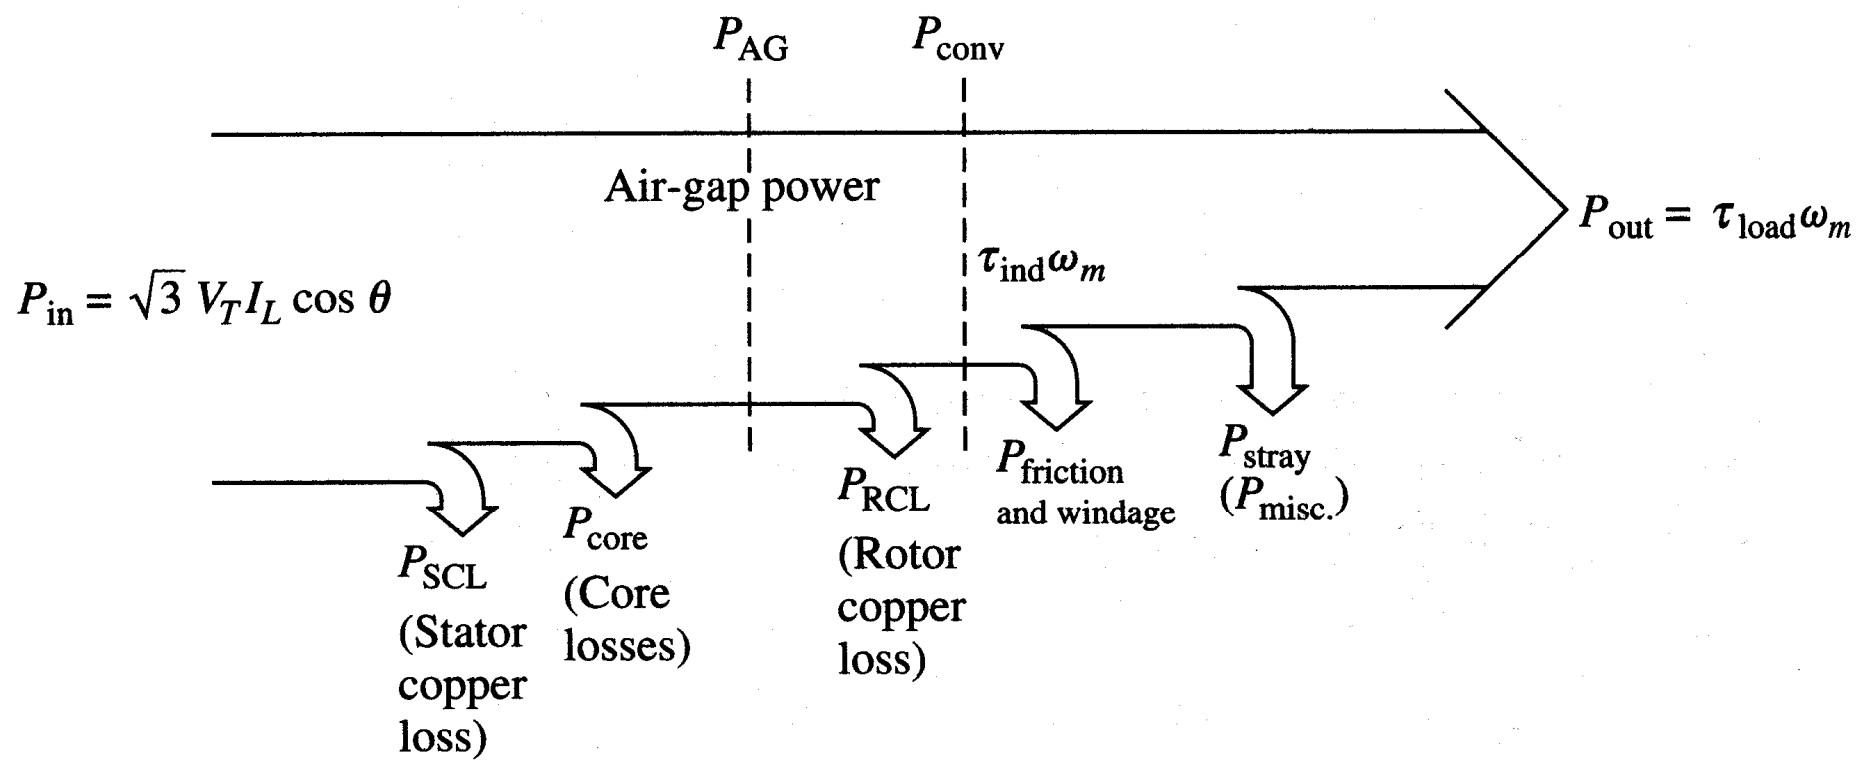 P_AG
P_conv
Air-gap power
P_out = τ_load ω_m
τ_ind ω_m
P_in = √3 V_T I_L cos θ
P_SCL
(Stator
copper
loss)
P_core
(Core
losses)
P_RCL
(Rotor
copper
loss)
P_friction
and windage
P_stray
(P_misc.)